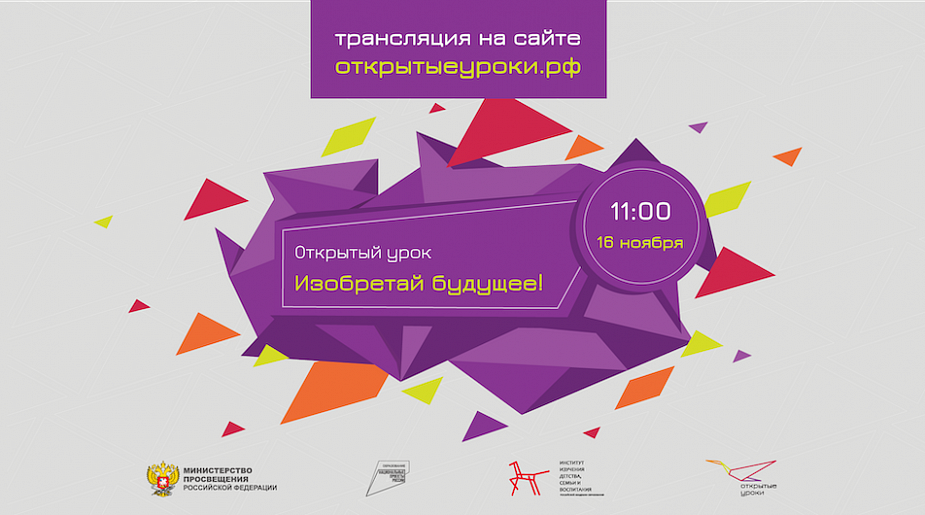 трансляция на сайте
открытыеуроки.рф
11:00
16 ноября
Открытый урок
Изобретай будущее!
МИНИСТЕРСТВО
ПРОСВЕЩЕНИЯ
РОССИЙСКОЙ ФЕДЕРАЦИИ
ОБРАЗОВАНИЕ
НАЦИОНАЛЬНЫЕ
ПРОЕКТЫ
РОССИИ
ИНСТИТУТ
ИЗУЧЕНИЯ
ДЕТСТВА,
СЕМЬИ И
ВОСПИТАНИЯ
открытые
уроки